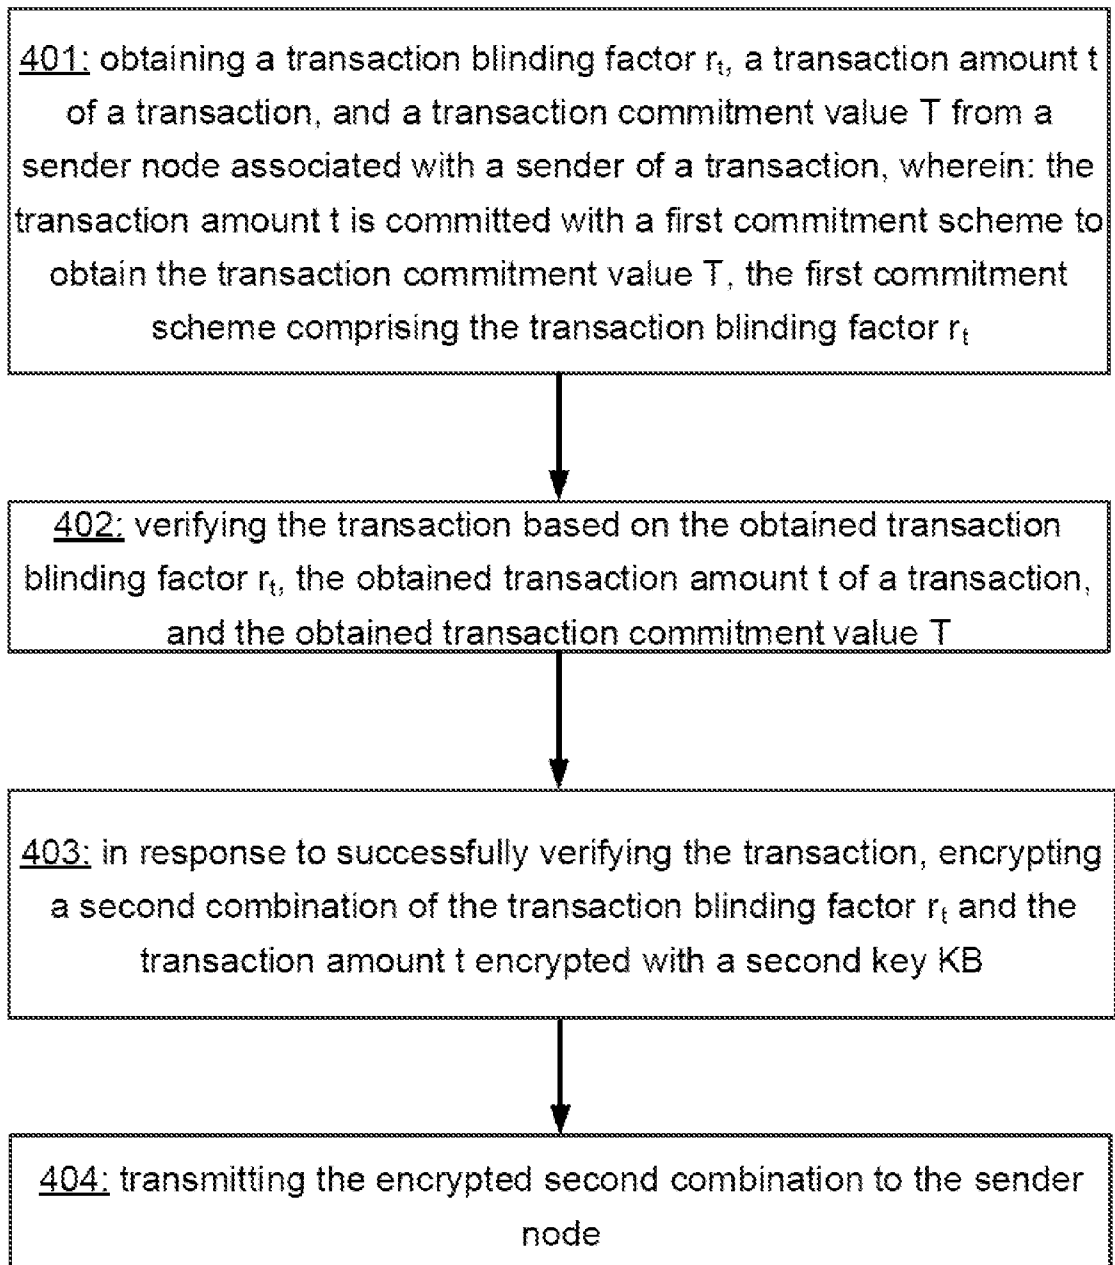 401: obtaining a transaction blinding factor rₜ, a transaction amount t
of a transaction, and a transaction commitment value T from a
sender node associated with a sender of a transaction, wherein: the
transaction amount t is committed with a first commitment scheme to
obtain the transaction commitment value T, the first commitment
scheme comprising the transaction blinding factor rₜ
402: verifying the transaction based on the obtained transaction
blinding factor rₜ, the obtained transaction amount t of a transaction,
and the obtained transaction commitment value T
403: in response to successfully verifying the transaction, encrypting
a second combination of the transaction blinding factor rₜ and the
transaction amount t encrypted with a second key KB
404: transmitting the encrypted second combination to the sender
node